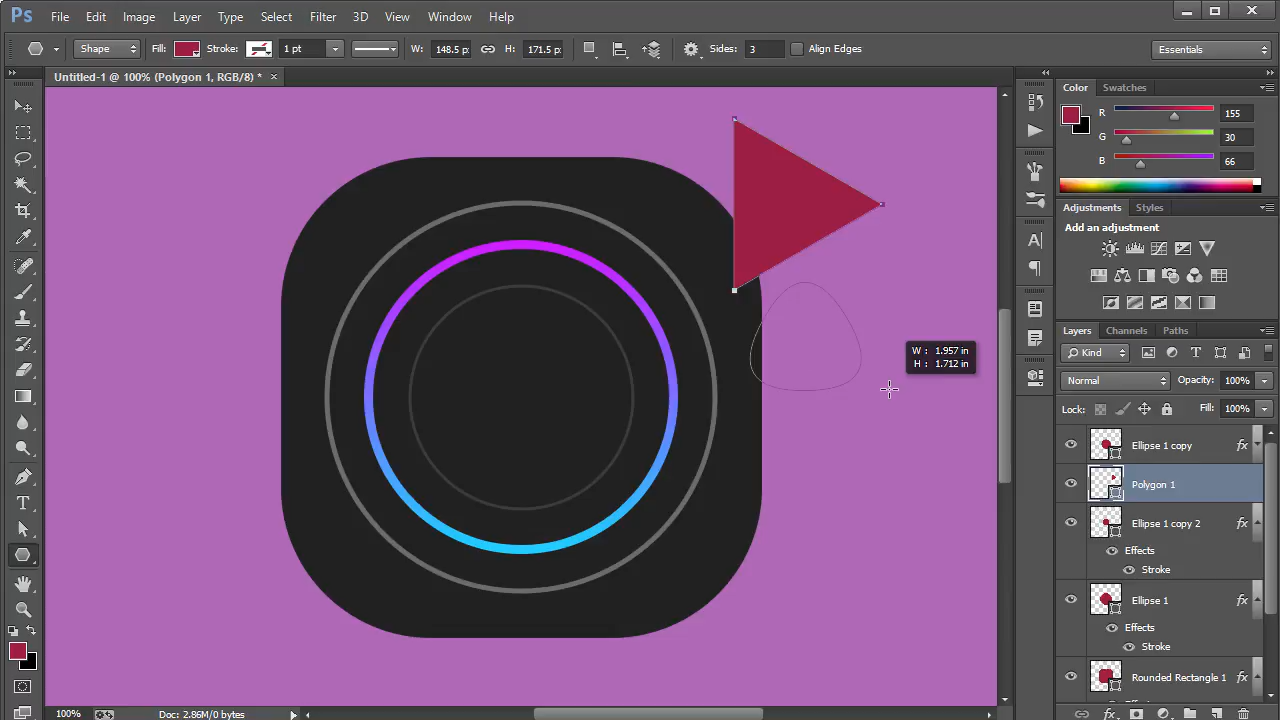 Ps File Edit Image Layer Type Select Filter 3D View Window Help
Shape Fill: Stroke: 1 pt W: 148.5 p: H: 171.5 p: Sides: 3 Align Edges Essentials
Untitled-1 @ 100% (Polygon 1, RGB/8) * ×
Color Swatches
R 155
G 30
B 66
Adjustments Styles
Add an adjustment
W : 1.957 in
H : 1.712 in
Layers Channels Paths
Kind
Normal Opacity: 100%
Lock: Fill: 100%
Ellipse 1 copy fx
Polygon 1
Ellipse 1 copy 2 fx
Effects
Stroke
Ellipse 1 fx
Effects
Stroke
Rounded Rectangle 1 fx
100% Doc: 2.86M/0 bytes